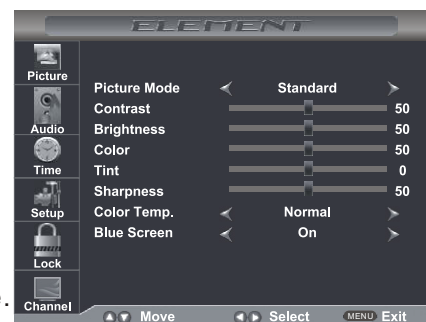 ELEMENT
Picture
Audio
Time
Setup
Lock
Channel
Picture Mode Standard
Contrast 50
Brightness 50
Color 50
Tint 0
Sharpness 50
Color Temp. Normal
Blue Screen On
Move Select MENU Exit